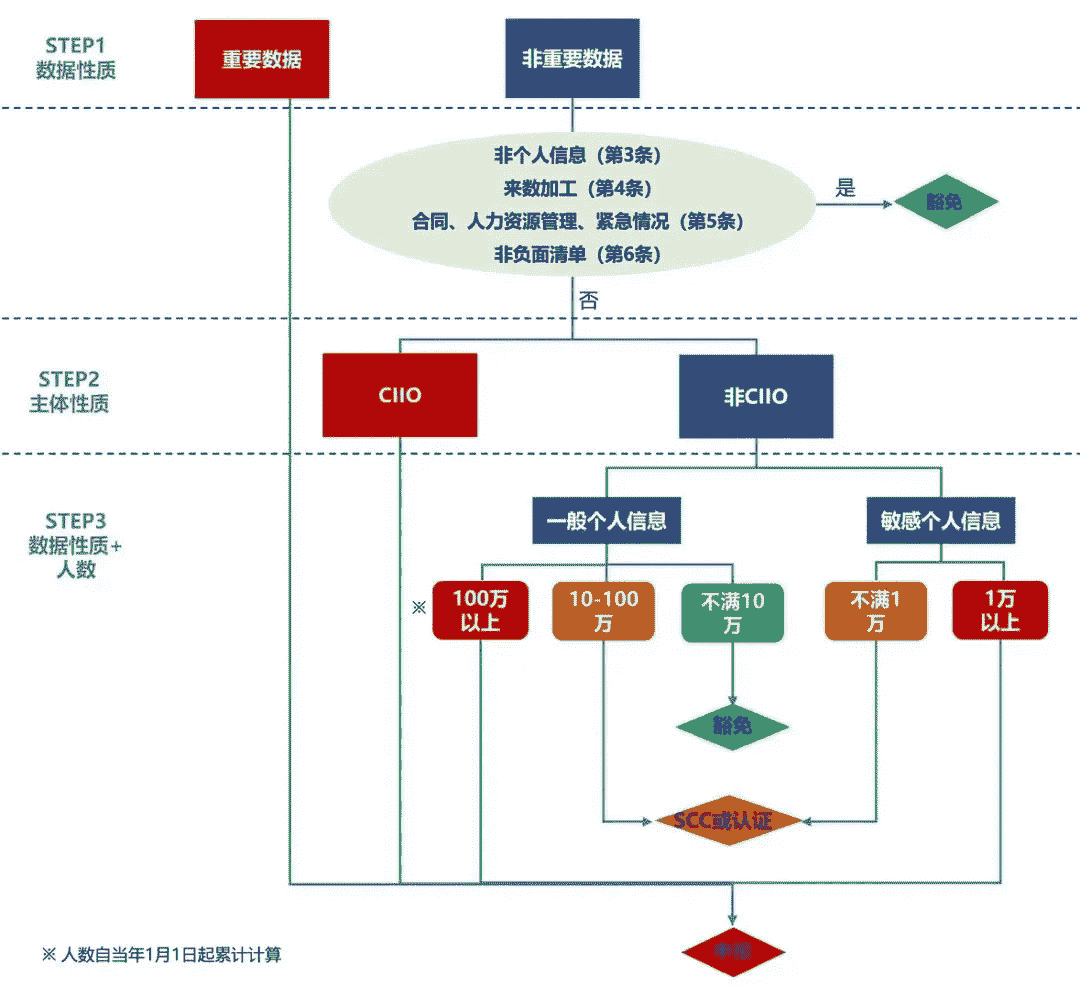 STEP1
数据性质
重要数据
非重要数据
非个人信息（第3条）
来数加工（第4条）
合同、人力资源管理、紧急情况（第5条）
非负面清单（第6条）
是
豁免
否
STEP2
主体性质
CIIO
非CIIO
STEP3
数据性质+
人数
一般个人信息
敏感个人信息
※
100万
以上
10-100
万
不满10
万
不满1
万
1万
以上
豁免
SCC或认证
※ 人数自当年1月1日起累计计算